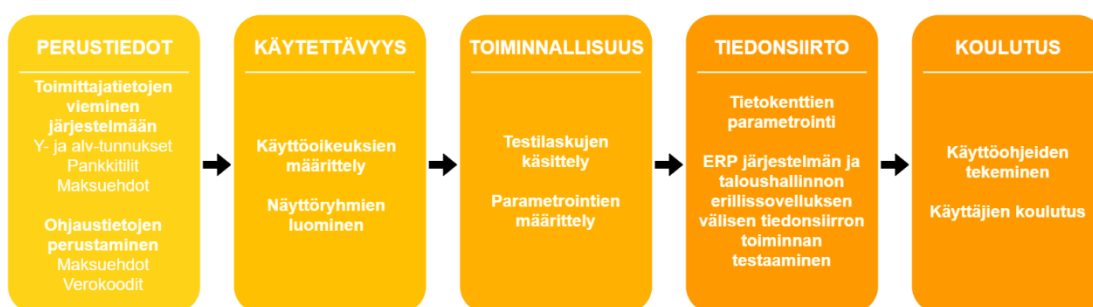 PERUSTIEDOT
Toimittajatietojen
vieminen
järjestelmään
Y- ja alv-tunnukset
Pankkitilit
Maksuehdot
Ohjaustietojen
perustaminen
Maksuehdot
Verokoodit
KÄYTETTÄVYYS
Käyttöoikeuksien
määrittely
Näyttöryhmien
luominen
TOIMINNALLISUUS
Testilaskujen
käsittely
Parametrointien
määrittely
TIEDONSIIRTO
Tietokenttien
parametrointi
ERP järjestelmän ja
taloushallinnon
erillissovelluksen
välisen tiedonsiirron
toiminnan
testaaminen
KOULUTUS
Käyttöohjeiden
tekeminen
Käyttäjien koulutus